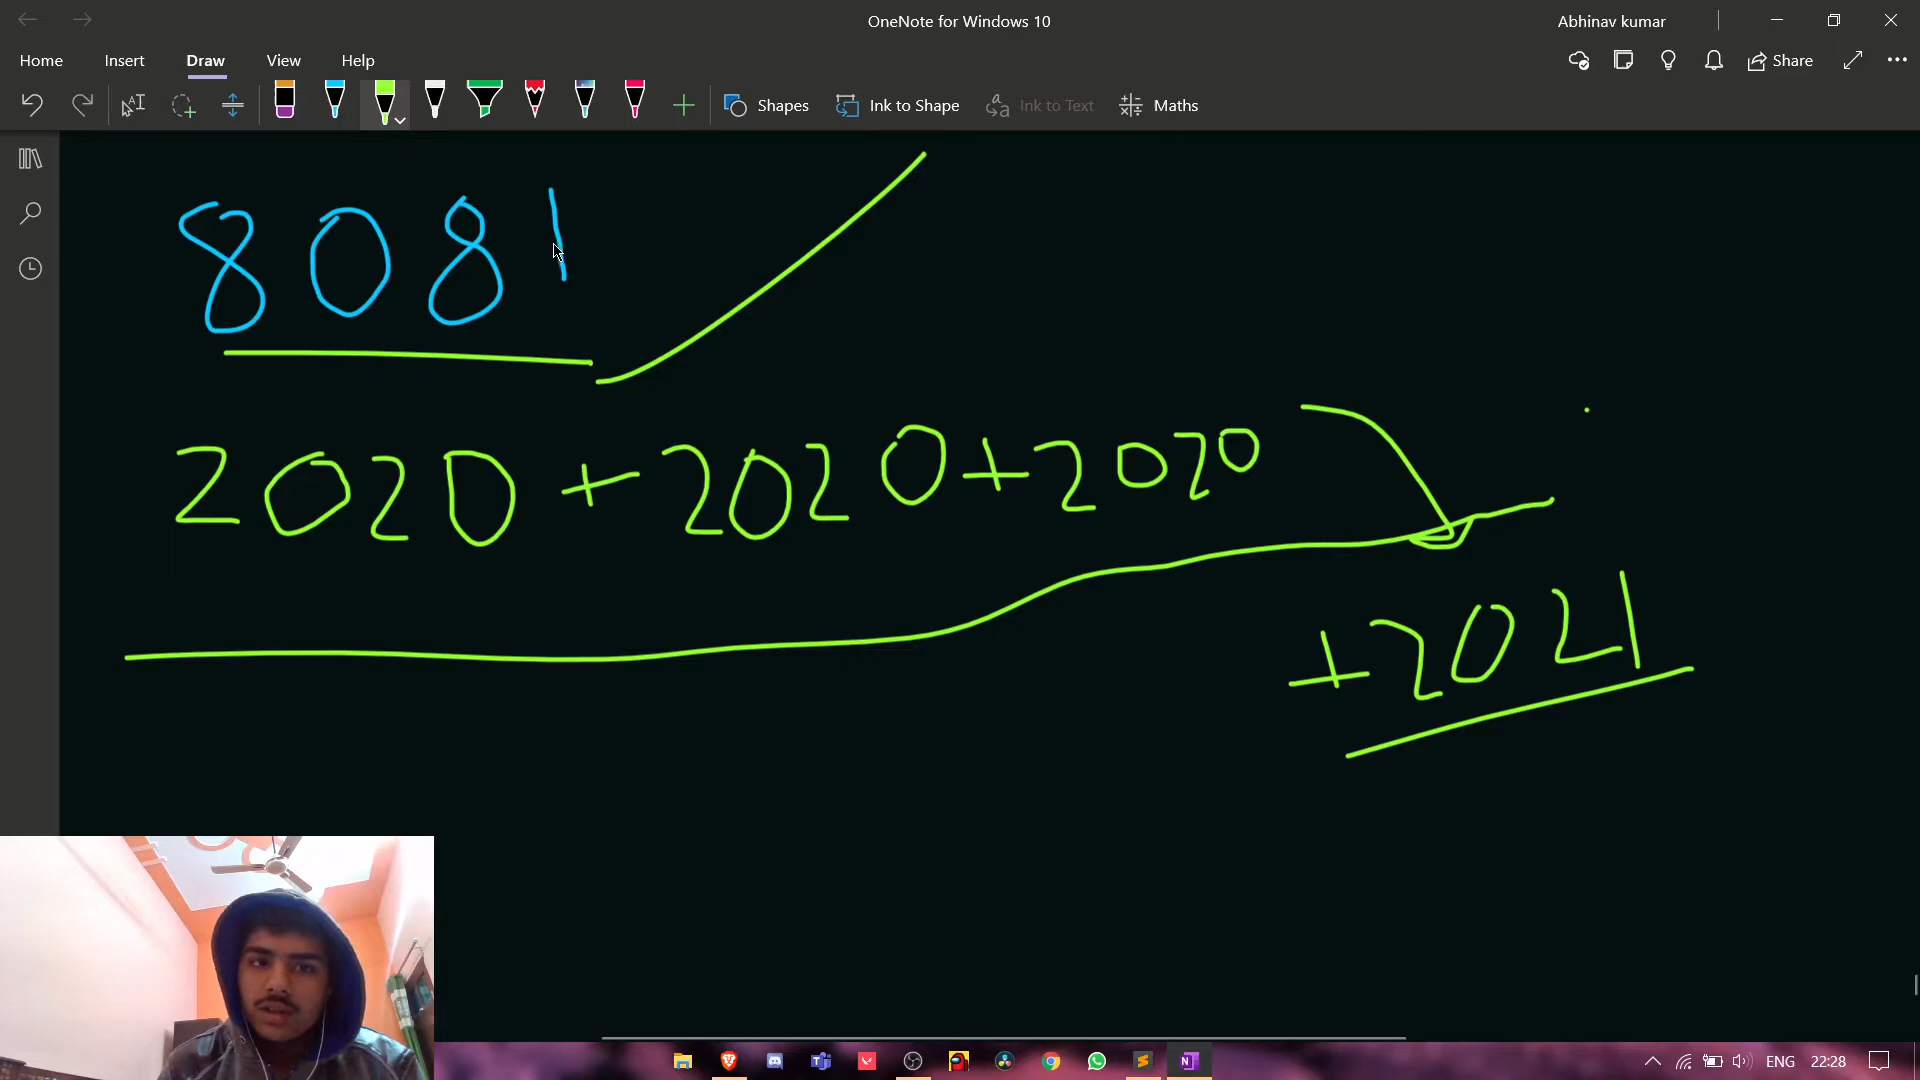 OneNote for Windows 10
Abhinav kumar
Home Insert Draw View Help
Share
Shapes Ink to Shape Ink to Text Maths
8081
2020+2020+2020
+2021
ENG 22:28